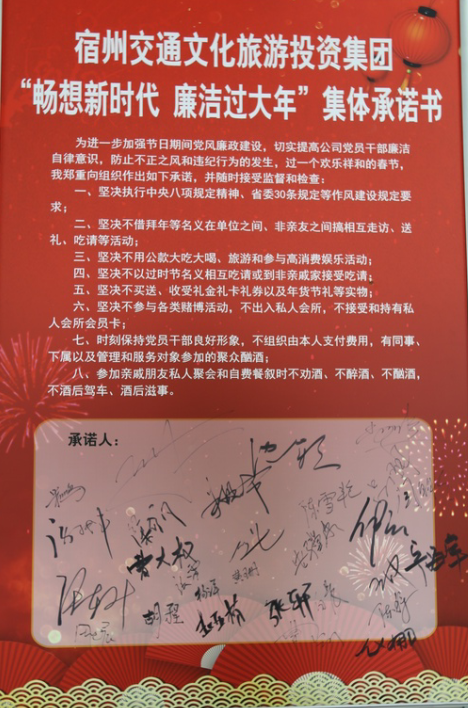 宿州交通文化旅游投资集团
“畅想新时代 廉洁过大年”集体承诺书
为进一步加强节日期间党风廉政建设，切实提高公司党员干部廉洁
自律意识，防止不正之风和违纪行为的发生，过一个欢乐祥和的春节，
我郑重向组织作出如下承诺，并随时接受监督和检查：
一、坚决执行中央八项规定精神、省委30条规定等作风建设规定要
求；
二、坚决不借拜年等名义在单位之间、非亲友之间搞相互走访、送
礼、吃请等活动；
三、坚决不用公款大吃大喝、旅游和参与高消费娱乐活动；
四、坚决不以过时节名义相互吃请或到非亲戚家接受吃请；
五、坚决不买送、收受礼金礼卡礼券以及年货节礼等实物；
六、坚决不参与各类赌博活动，不出入私人会所，不接受和持有私
人会所会员卡；
七、时刻保持党员干部良好形象，不组织由本人支付费用，有同事、
下属以及管理和服务对象参加的聚众酗酒；
八、参加亲戚朋友私人聚会和自费餐叙时不劝酒、不醉酒、不酗酒，
不酒后驾车、酒后滋事。
承诺人：
陈雪乾
曹大权
胡程
张轩